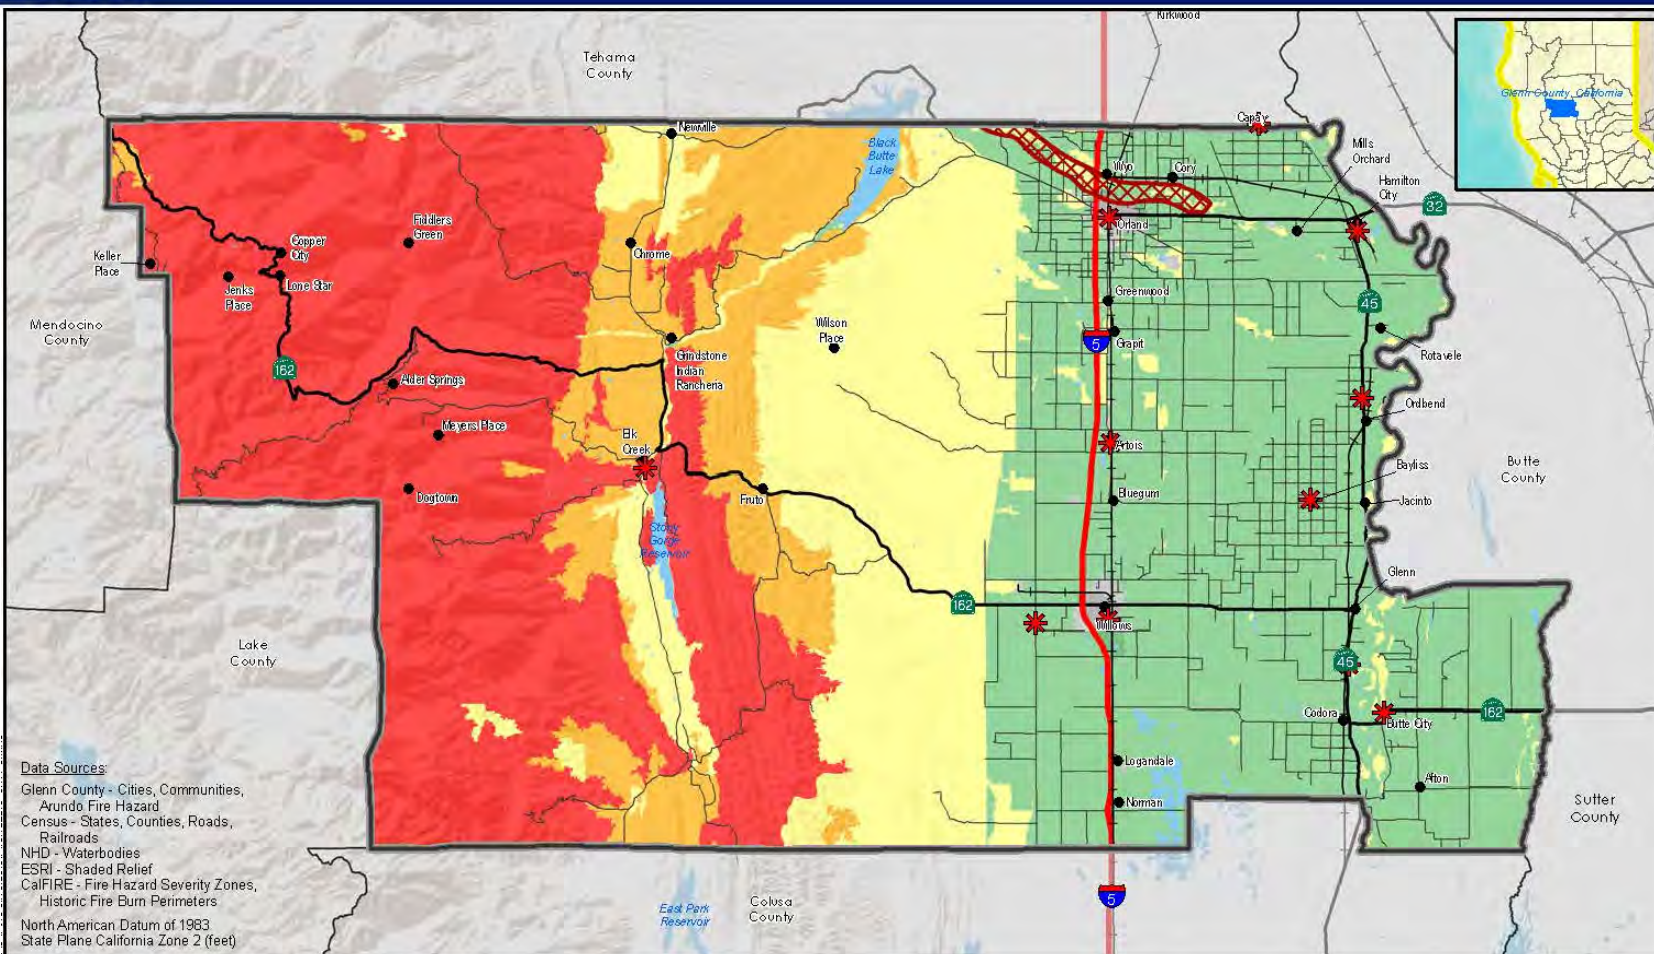 Kirkwood
Tehama
County
Glenn County, California
Capay
Newville
Black
Butte
Lake
Mills
Orchard
Wyo
Cory
Hamilton
City
32
Fiddlers
Green
Orland
Copper
City
Keller
Place
Chrome
Jenks
Place
Lone Star
Greenwood
45
Mendocino
County
Wilson
Place
5
Grapit
Rotavele
Grindstone
Indian
Rancheria
162
Alder Springs
Ordbend
Meyers Place
Elk
Creek
Artois
Bayliss
Butte
County
Dogtown
Fruto
Bluegum
Jacinto
Stony
Gorge
Reservoir
Glenn
162
Willows
Lake
County
45
Codora
162
Butte City
Logandale
Afton
Norman
Sutter
County
Data Sources:
Glenn County - Cities, Communities,
Arundo Fire Hazard
Census - States, Counties, Roads,
Railroads
NHD - Waterbodies
ESRI - Shaded Relief
CalFIRE - Fire Hazard Severity Zones,
Historic Fire Burn Perimeters
North American Datum of 1983
State Plane California Zone 2 (feet)
5
East Park
Reservoir
Colusa
County